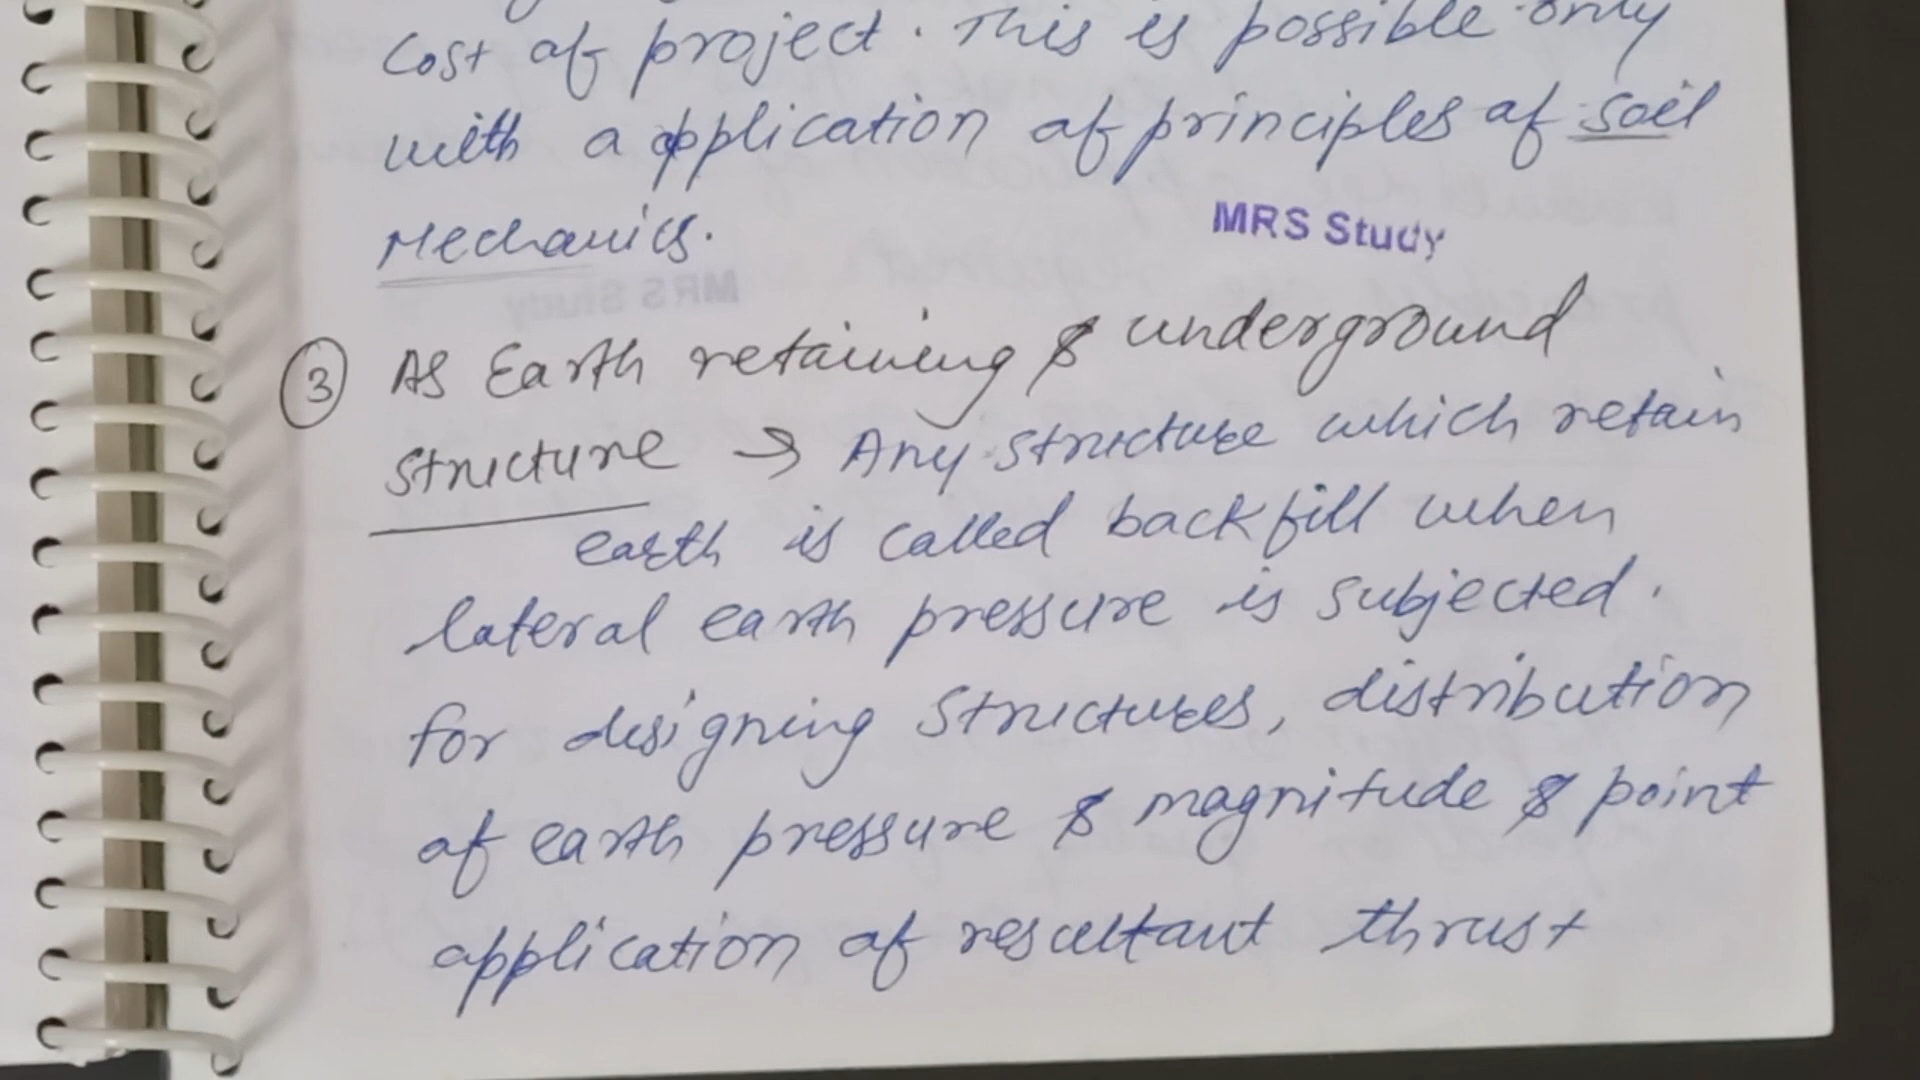 Cost of project. This is possible only
with a application of principles of soil
Mechanics.
MRS Study
③ As Earth retaining & underground
structure → Any structure which retain
earth is called backfill when
lateral earth pressure is subjected.
for designing structures, distribution
of earth pressure & magnitude & point
application of resultant thrust